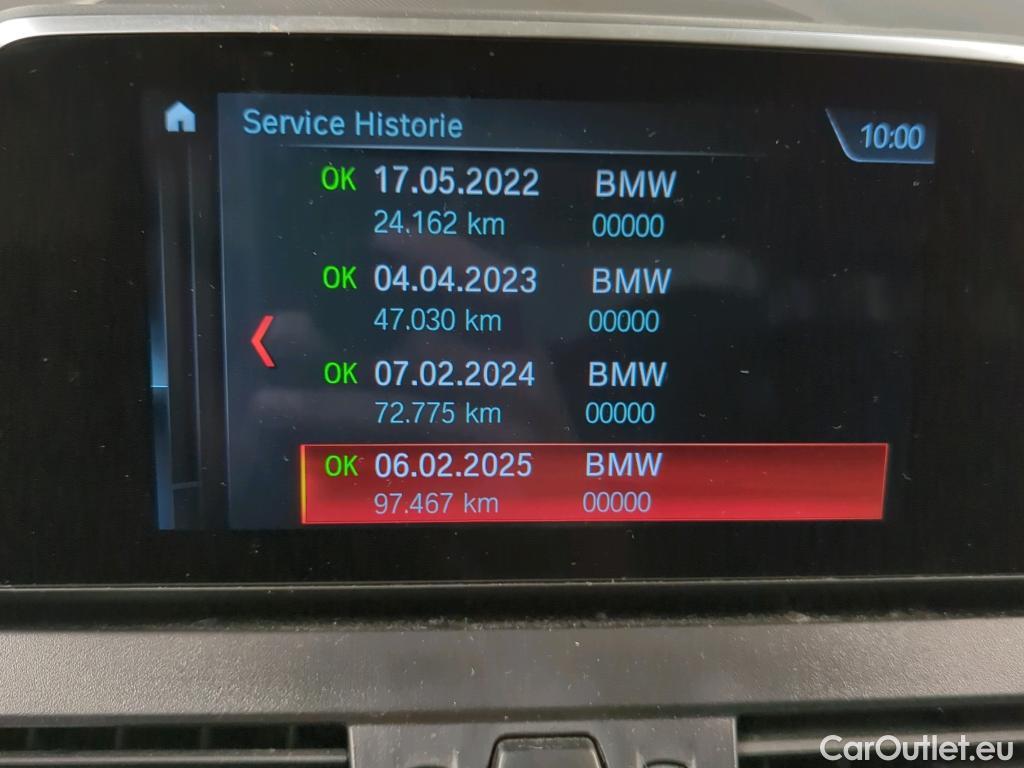 Service Historie 10:00
OK 17.05.2022 BMW
24.162 km 00000
OK 04.04.2023 BMW
47.030 km 00000
OK 07.02.2024 BMW
72.775 km 00000
OK 06.02.2025 BMW
97.467 km 00000
CarOutlet.eu